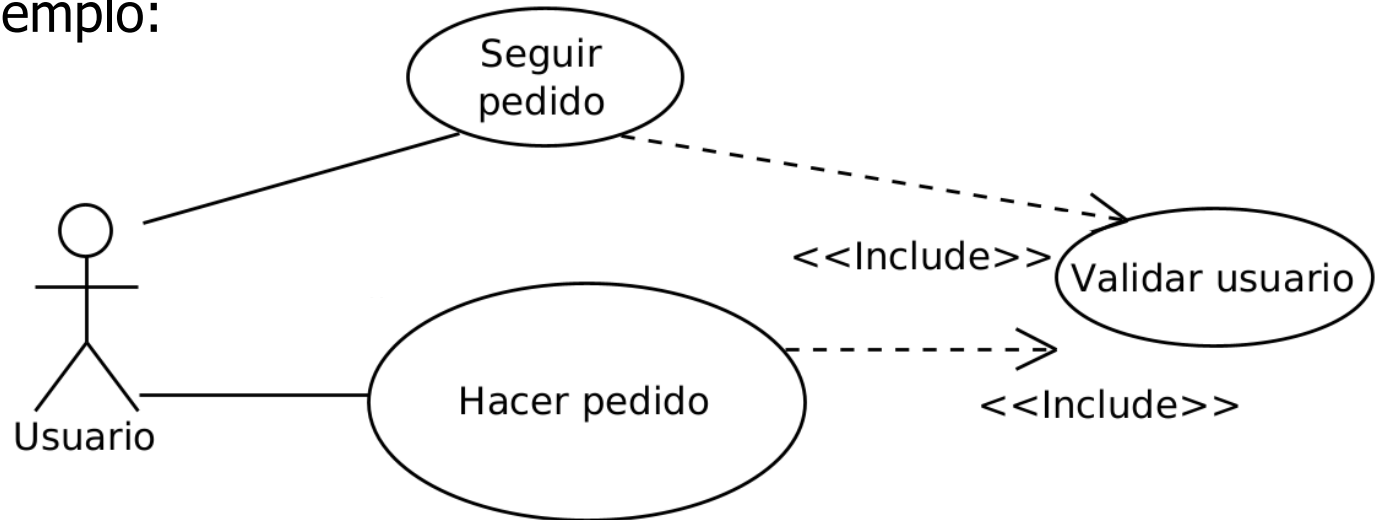 emplo:
Seguir
pedido
<<Include>>
Validar usuario
Hacer pedido
<<Include>>
Usuario